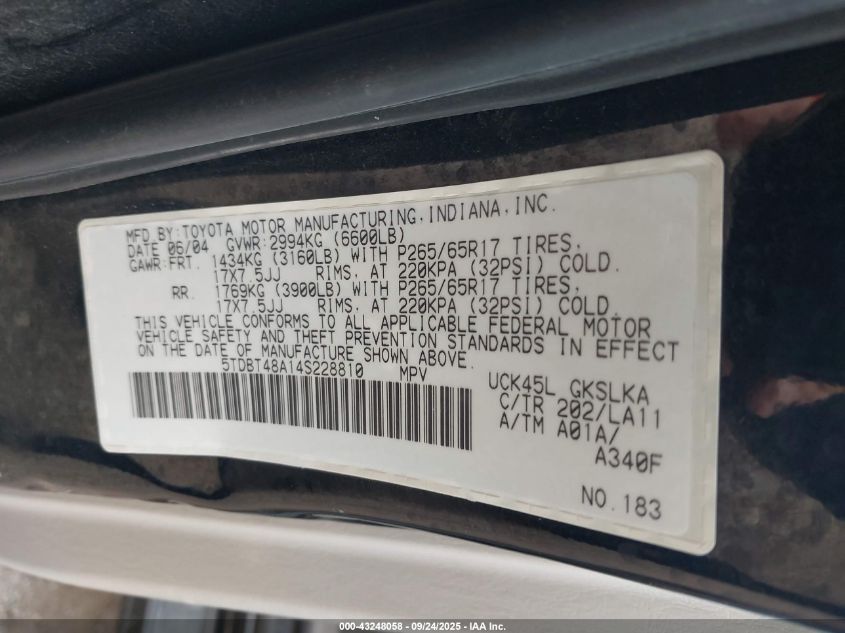 MFD BY:TOYOTA MOTOR MANUFACTURING,INDIANA,INC.
DATE 06/04 GVWR:2994KG (6600LB)
GAWR:FRT. 1434KG (3160LB) WITH P265/65R17 TIRES,
17X7.5JJ RIMS, AT 220KPA (32PSI) COLD.
RR. 1769KG (3900LB) WITH P265/65R17 TIRES,
17X7.5JJ RIMS, AT 220KPA (32PSI) COLD.
THIS VEHICLE CONFORMS TO ALL APPLICABLE FEDERAL MOTOR
VEHICLE SAFETY AND THEFT PREVENTION STANDARDS IN EFFECT
ON THE DATE OF MANUFACTURE SHOWN ABOVE.
5TDBT48A14S228810 MPV
UCK45L GKSLKA
C/TR 202/LA11
A/TM A01A/
A340F
NO.183
000-43248058 - 09/24/2025 - IAA Inc.